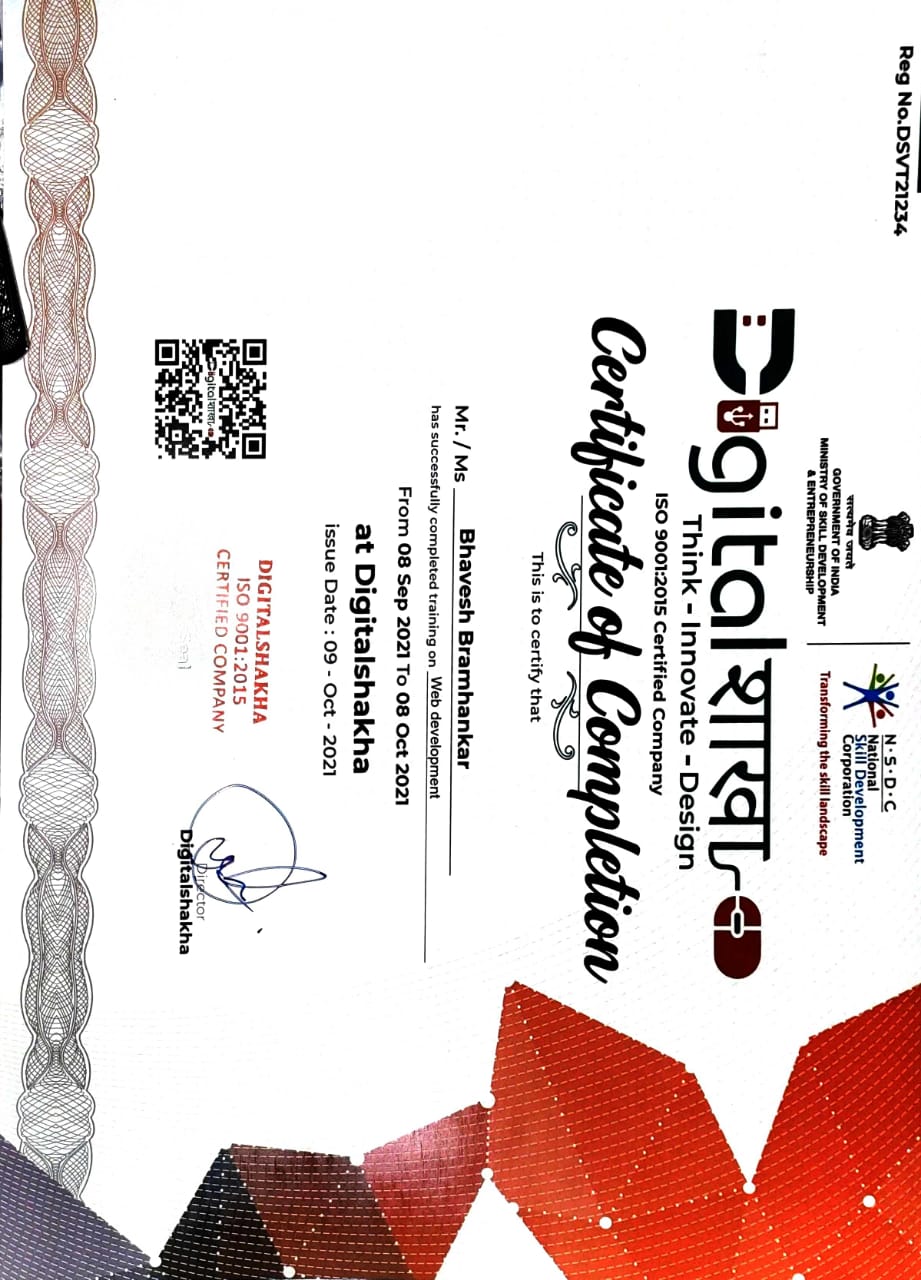 Reg No.DSVT21234
सत्यमेव जयते
GOVERNMENT OF INDIA
MINISTRY OF SKILL DEVELOPMENT
& ENTREPRENEURSHIP
N·S·D·C
National
Skill Development
Corporation
Transforming the skill landscape
Digitalशाखा
Think - Innovate - Design
ISO 9001:2015 Certified Company
Certificate of Completion
This is to certify that
Mr. / Ms Bhavesh Bramhankar
has successfully completed training on Web development
From 08 Sep 2021 To 08 Oct 2021
at Digitalshakha
issue Date : 09 - Oct - 2021
Digitalशाखा
DIGITALSHAKHA
ISO 9001:2015
CERTIFIED COMPANY
Seal
Director
Digitalshakha